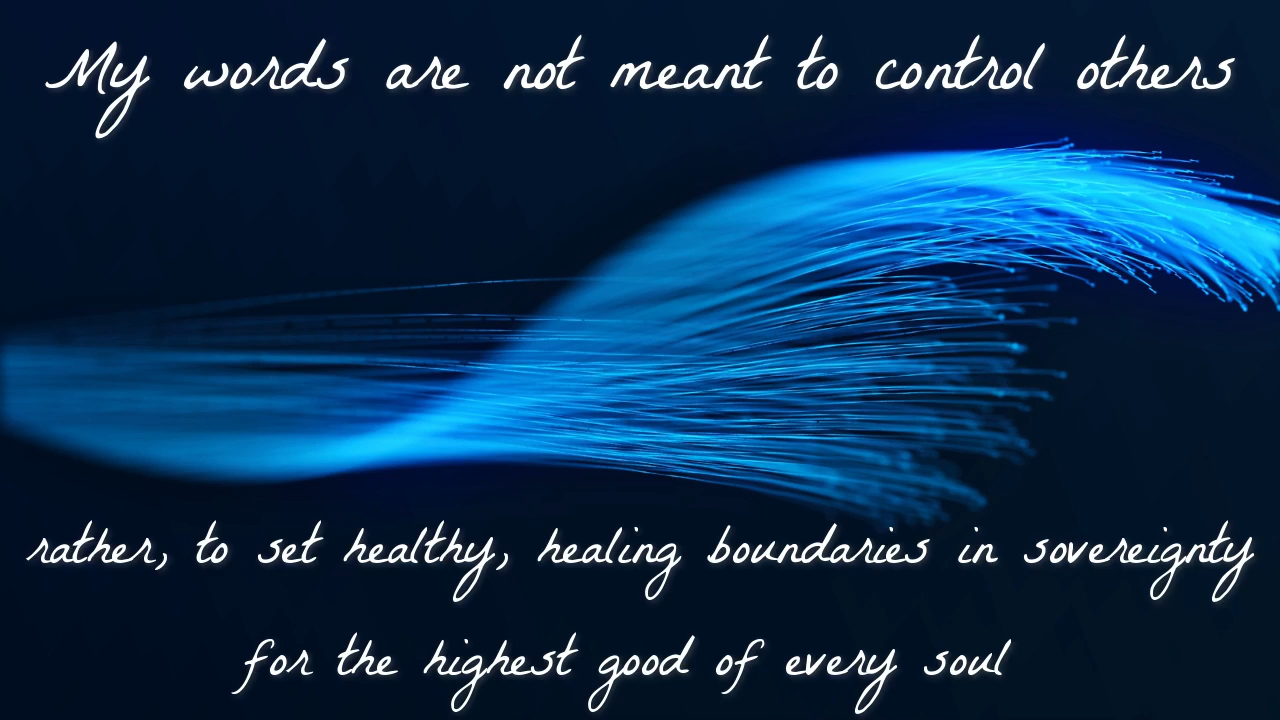 My words are not meant to control others
rather, to set healthy, healing boundaries in sovereignty
for the highest good of every soul